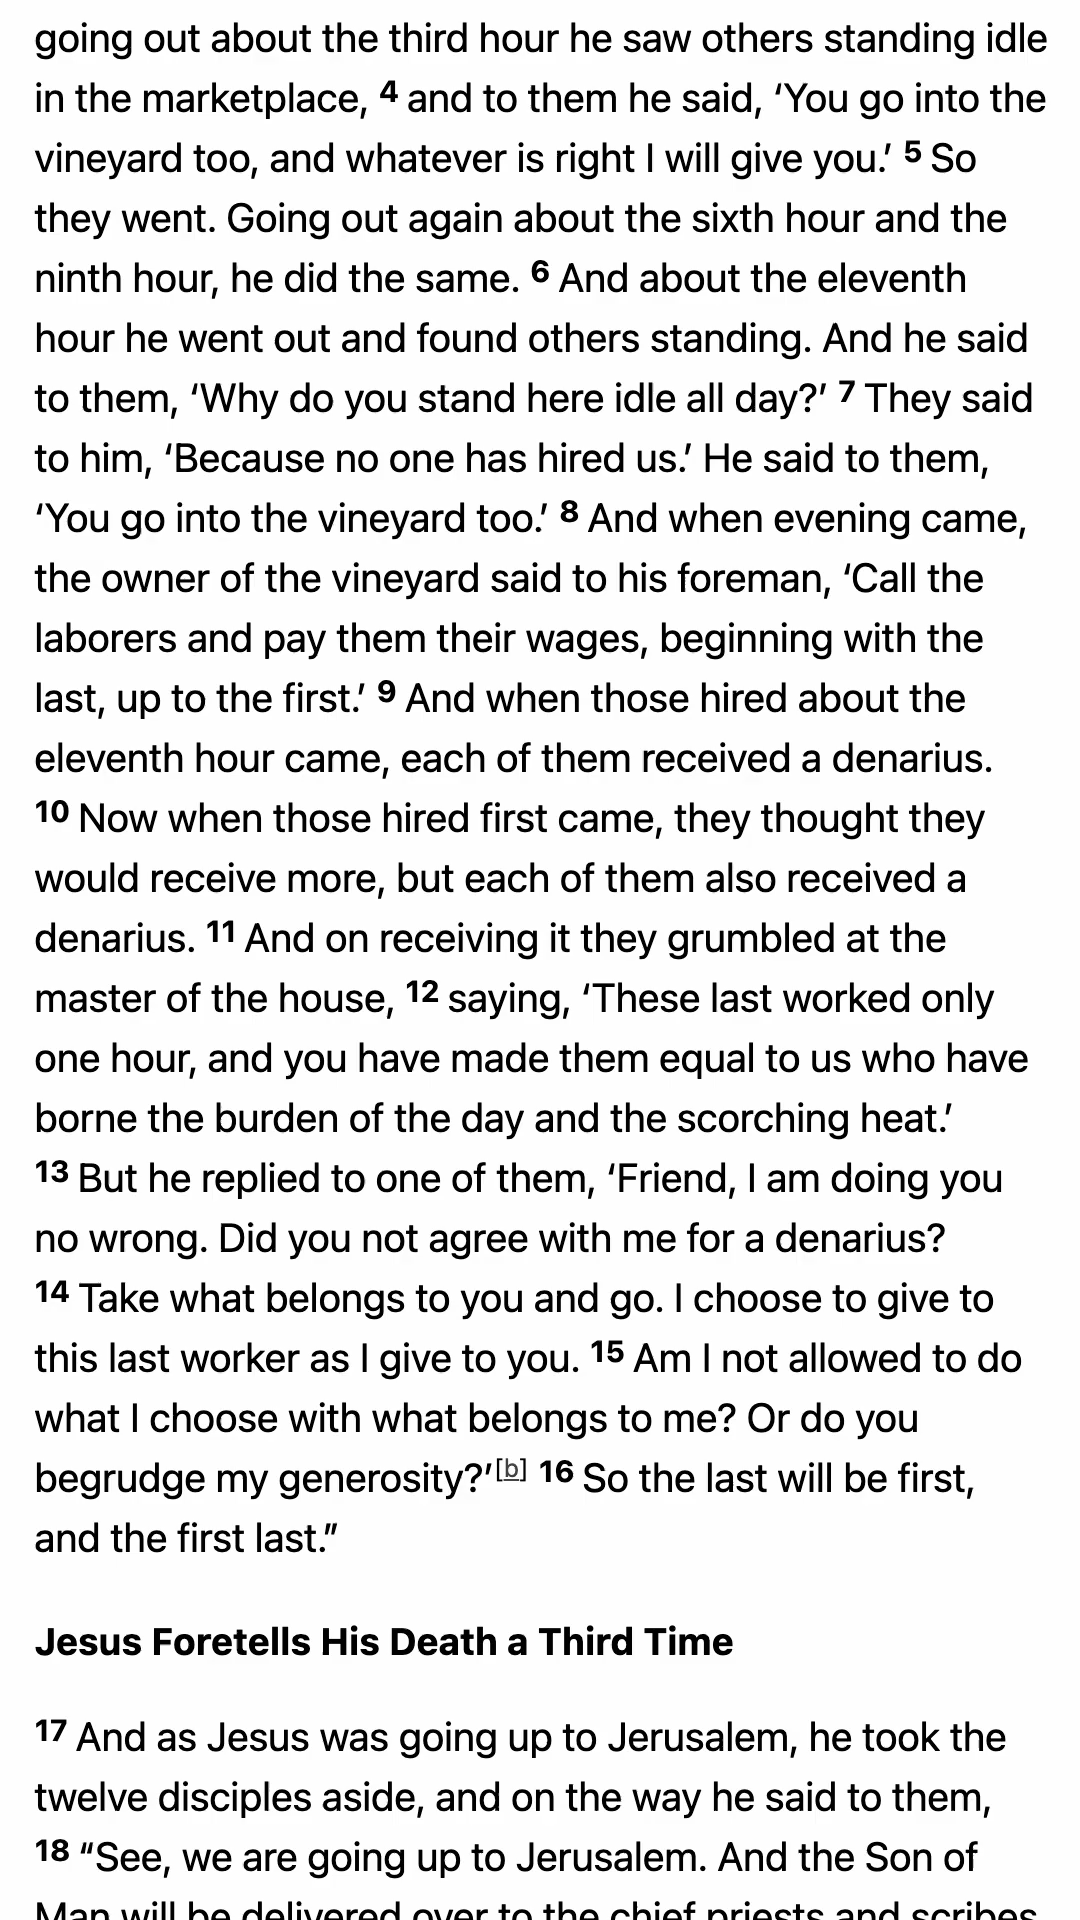 going out about the third hour he saw others standing idle
in the marketplace, 4 and to them he said, ‘You go into the
vineyard too, and whatever is right I will give you.’ 5 So
they went. Going out again about the sixth hour and the
ninth hour, he did the same. 6 And about the eleventh
hour he went out and found others standing. And he said
to them, ‘Why do you stand here idle all day?’ 7 They said
to him, ‘Because no one has hired us.’ He said to them,
‘You go into the vineyard too.’ 8 And when evening came,
the owner of the vineyard said to his foreman, ‘Call the
laborers and pay them their wages, beginning with the
last, up to the first.’ 9 And when those hired about the
eleventh hour came, each of them received a denarius.
10 Now when those hired first came, they thought they
would receive more, but each of them also received a
denarius. 11 And on receiving it they grumbled at the
master of the house, 12 saying, ‘These last worked only
one hour, and you have made them equal to us who have
borne the burden of the day and the scorching heat.’
13 But he replied to one of them, ‘Friend, I am doing you
no wrong. Did you not agree with me for a denarius?
14 Take what belongs to you and go. I choose to give to
this last worker as I give to you. 15 Am I not allowed to do
what I choose with what belongs to me? Or do you
begrudge my generosity?’[b] 16 So the last will be first,
and the first last.”
Jesus Foretells His Death a Third Time
17 And as Jesus was going up to Jerusalem, he took the
twelve disciples aside, and on the way he said to them,
18 “See, we are going up to Jerusalem. And the Son of
Man will be delivered over to the chief priests and scribes